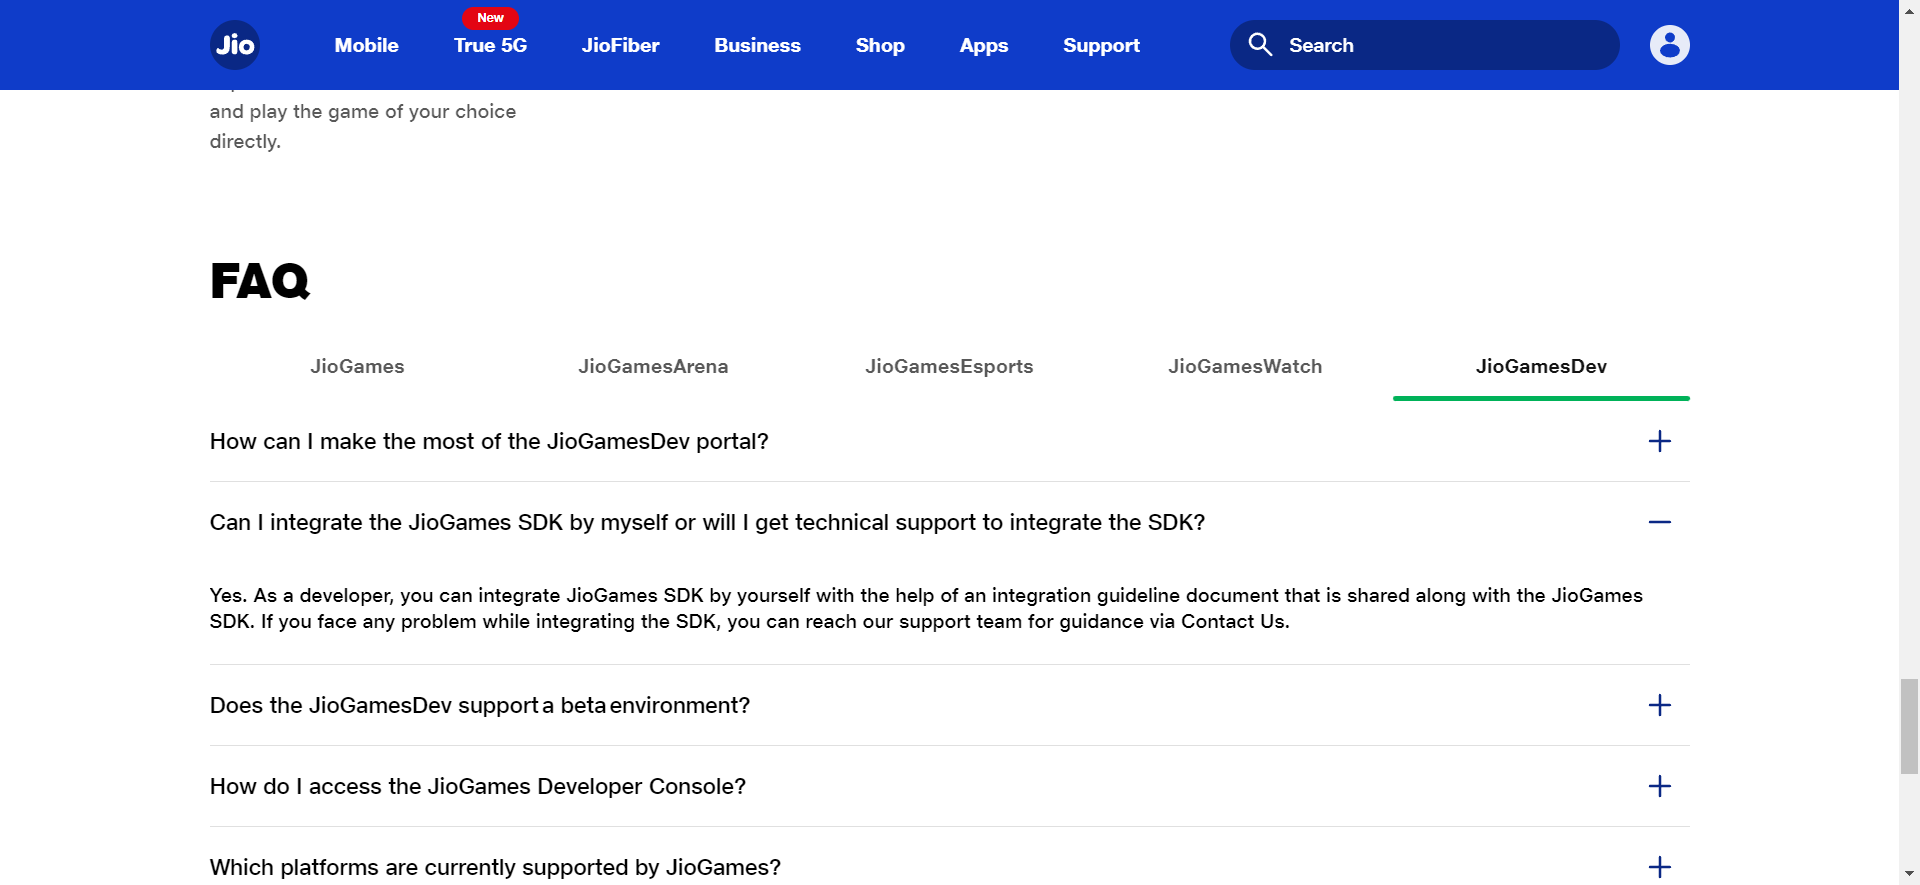 Jio
Mobile
New
True 5G
JioFiber
Business
Shop
Apps
Support
Search
and play the game of your choice
directly.
FAQ
JioGames
JioGamesArena
JioGamesEsports
JioGamesWatch
JioGamesDev
How can I make the most of the JioGamesDev portal?
Can I integrate the JioGames SDK by myself or will I get technical support to integrate the SDK?
Yes. As a developer, you can integrate JioGames SDK by yourself with the help of an integration guideline document that is shared along with the JioGames
SDK. If you face any problem while integrating the SDK, you can reach our support team for guidance via Contact Us.
Does the JioGamesDev support a beta environment?
How do I access the JioGames Developer Console?
Which platforms are currently supported by JioGames?